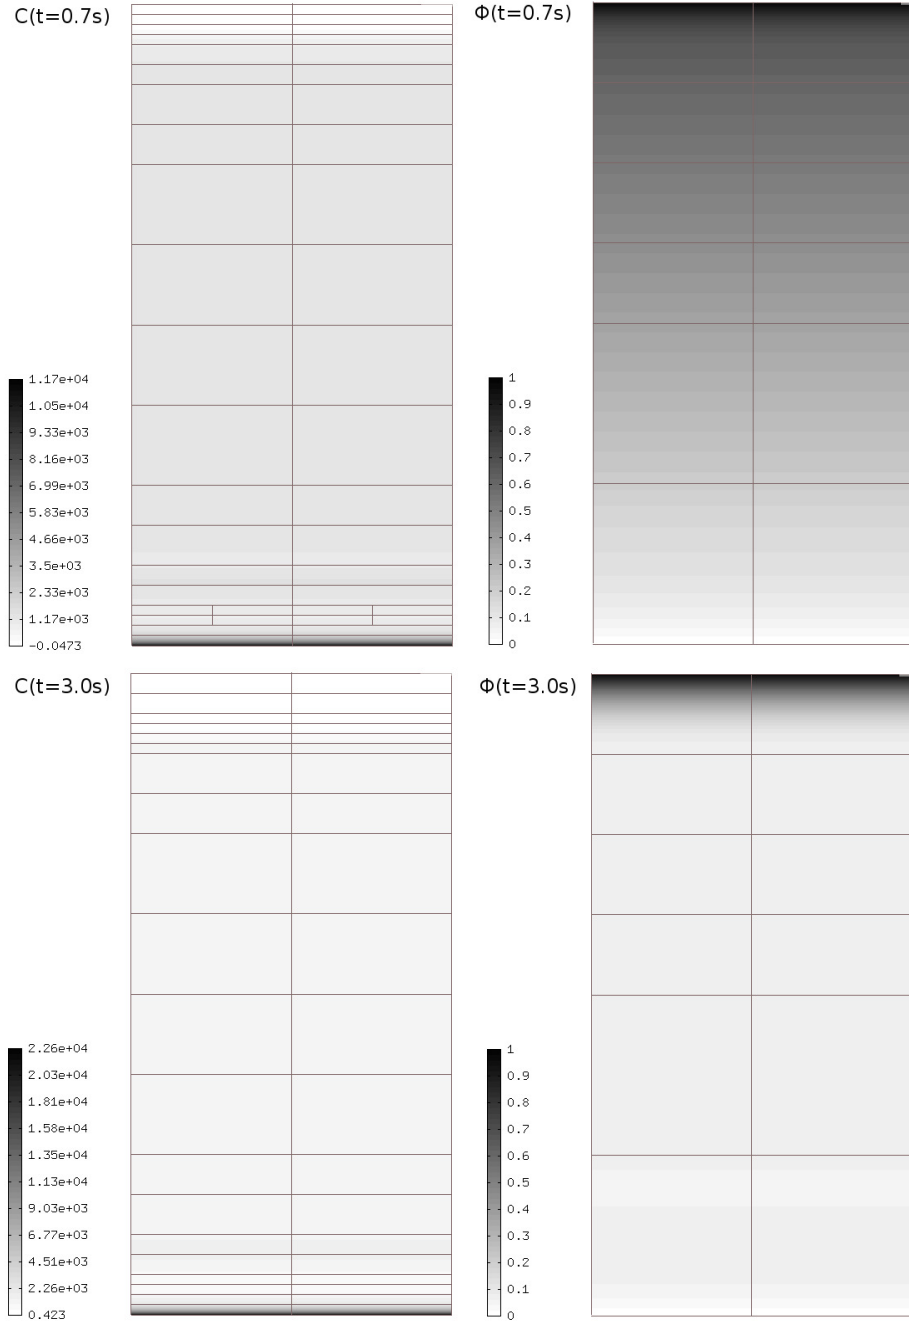 C(t=0.7s)
1.17e+04
1.05e+04
9.33e+03
8.16e+03
6.99e+03
5.83e+03
4.66e+03
3.5e+03
2.33e+03
1.17e+03
-0.0473
Φ(t=0.7s)
1
0.9
0.8
0.7
0.6
0.5
0.4
0.3
0.2
0.1
0
C(t=3.0s)
2.26e+04
2.03e+04
1.81e+04
1.58e+04
1.35e+04
1.13e+04
9.03e+03
6.77e+03
4.51e+03
2.26e+03
0.423
Φ(t=3.0s)
1
0.9
0.8
0.7
0.6
0.5
0.4
0.3
0.2
0.1
0